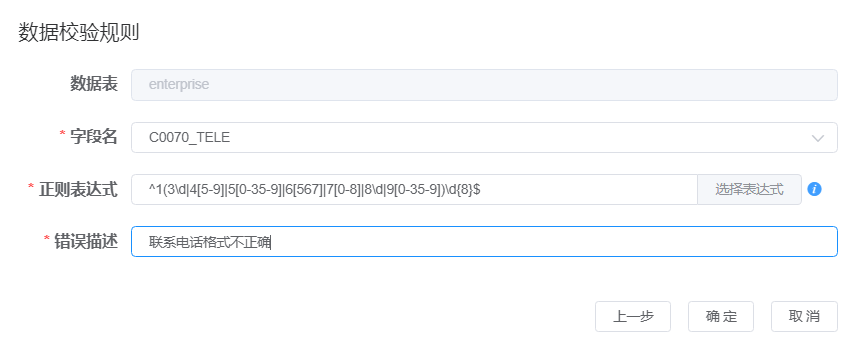 数据校验规则
数据表 enterprise
* 字段名 C0070_TELE
* 正则表达式 ^1(3\d|4[5-9]|5[0-35-9]|6[567]|7[0-8]|8\d|9[0-35-9])\d{8}$ 选择表达式 i
* 错误描述 联系电话格式不正确
上一步 确 定 取 消